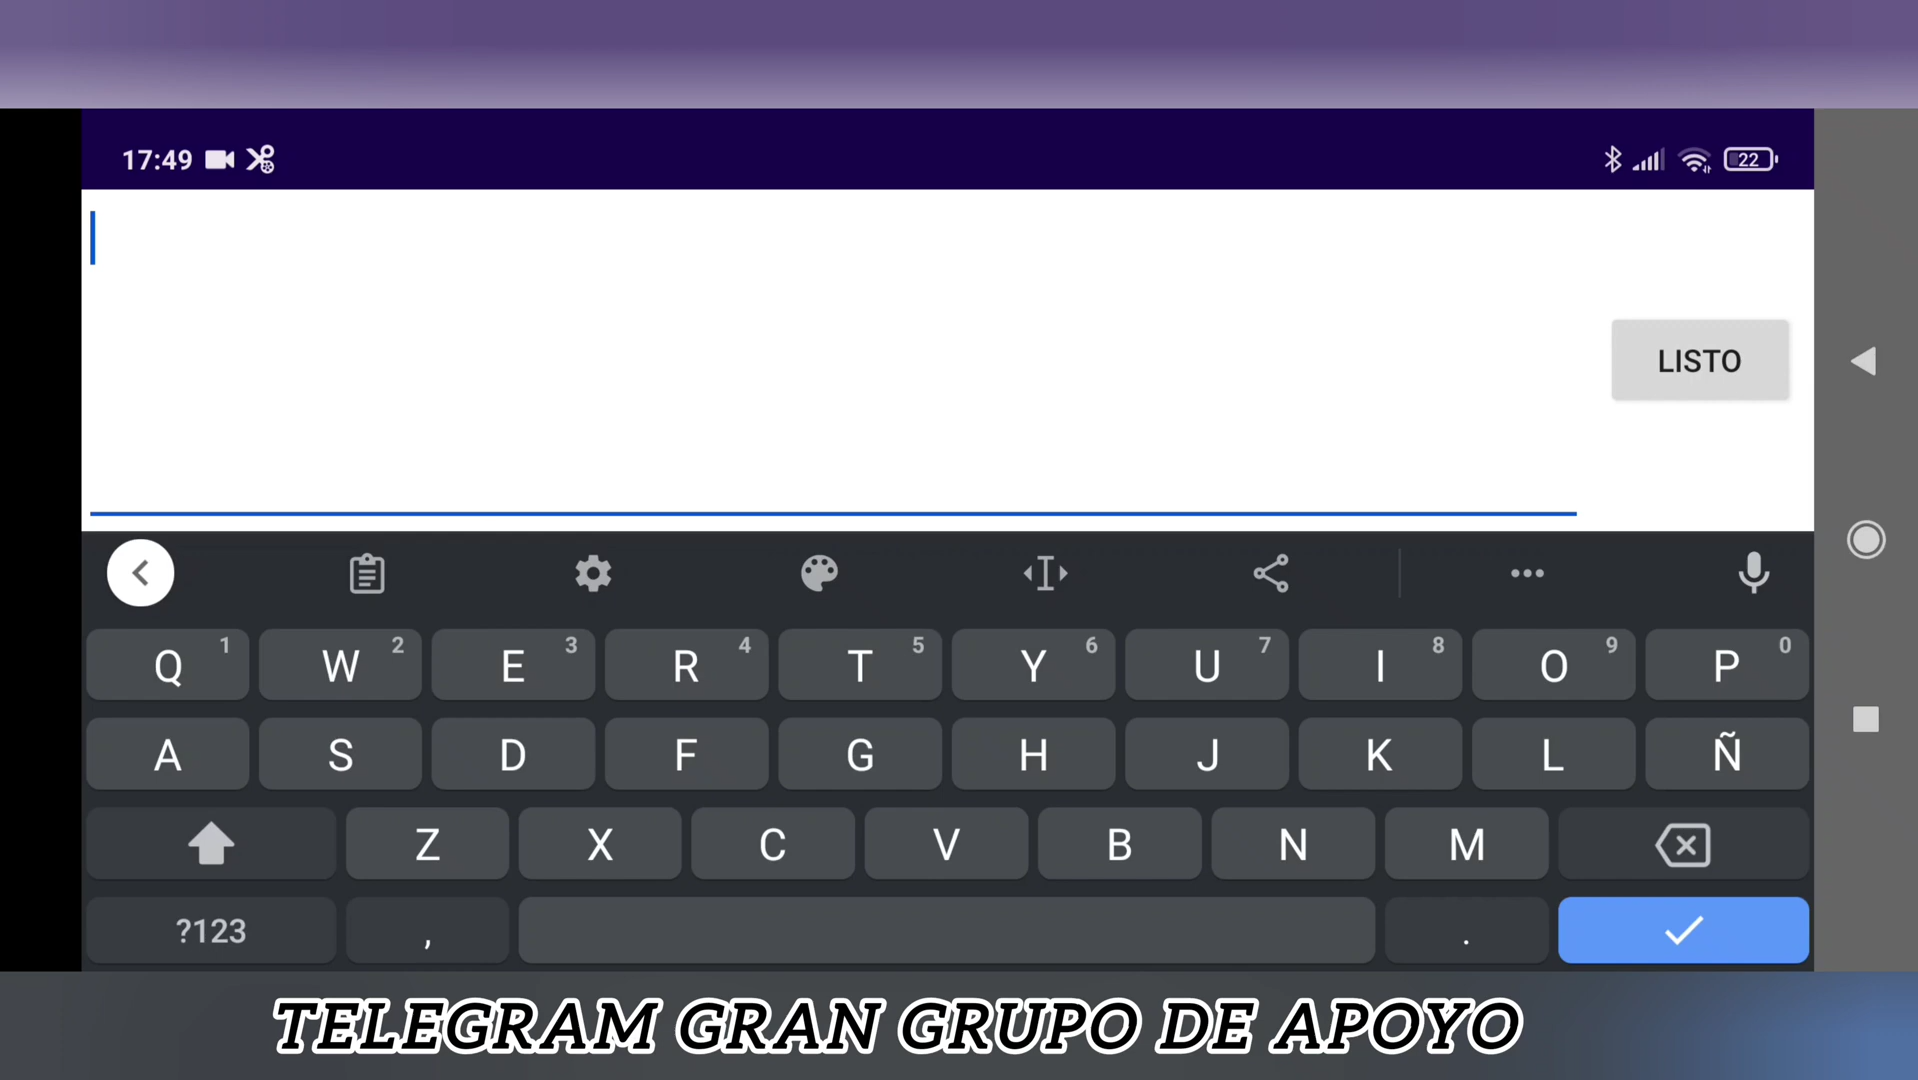 17:49
22
LISTO
Q 1 W 2 E 3 R 4 T 5 Y 6 U 7 I 8 O 9 P 0
A S D F G H J K L Ñ
Z X C V B N M
?123 , .
TELEGRAM GRAN GRUPO DE APOYO